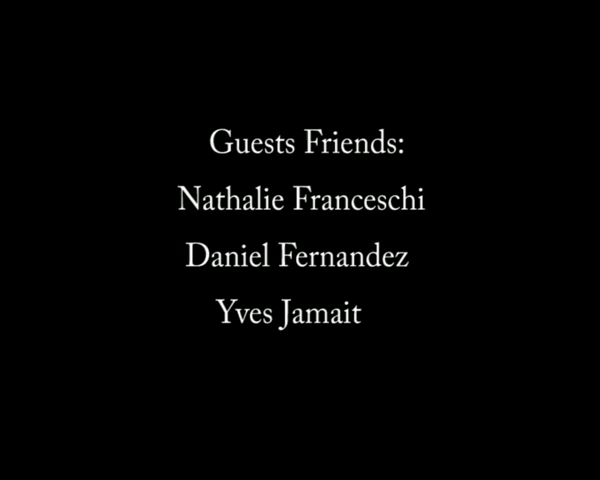 Guests Friends:
Nathalie Franceschi
Daniel Fernandez
Yves Jamait